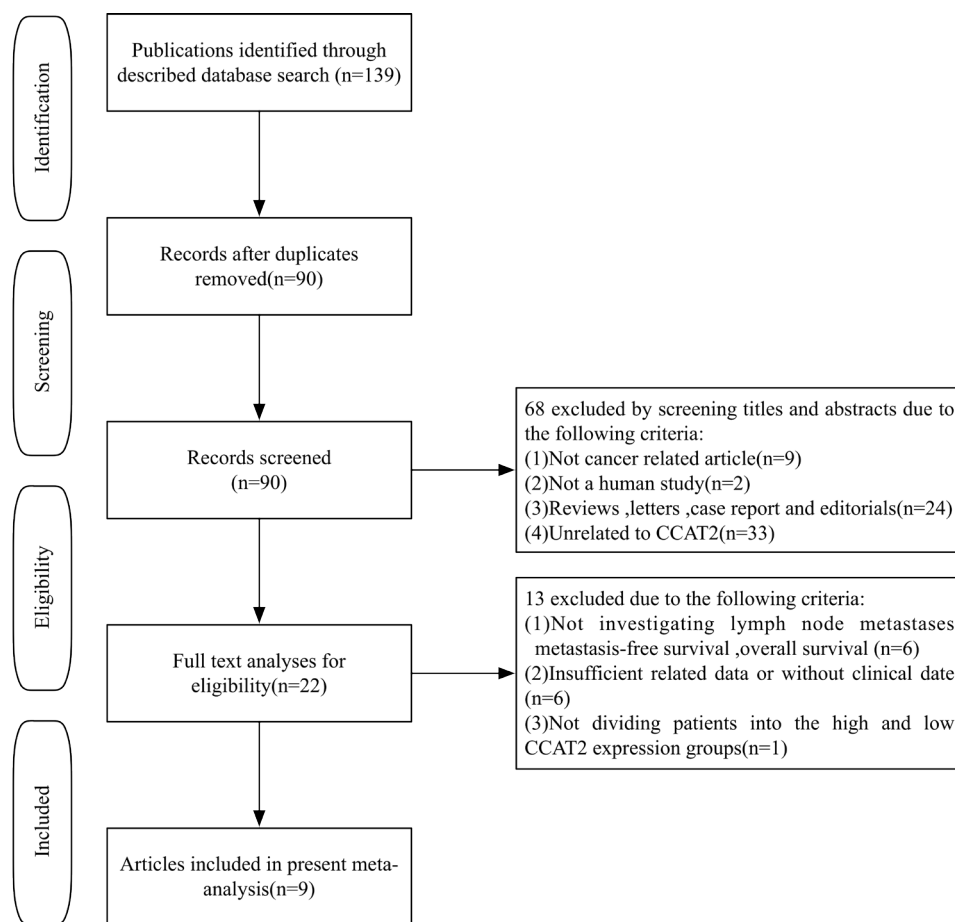 Identification
Publications identified through
described database search (n=139)
Records after duplicates
removed(n=90)
Screening
Records screened
(n=90)
68 excluded by screening titles and abstracts due to
the following criteria:
(1)Not cancer related article(n=9)
(2)Not a human study(n=2)
(3)Reviews ,letters ,case report and editorials(n=24)
(4)Unrelated to CCAT2(n=33)
Eligibility
Full text analyses for
eligibility(n=22)
13 excluded due to the following criteria:
(1)Not investigating lymph node metastases
metastasis-free survival ,overall survival (n=6)
(2)Insufficient related data or without clinical date
(n=6)
(3)Not dividing patients into the high and low
CCAT2 expression groups(n=1)
Included
Articles included in present meta-
analysis(n=9)